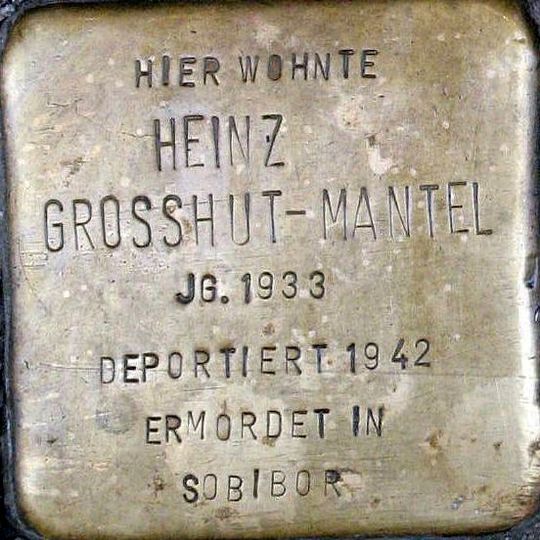 HIER WOHNTE
HEINZ
GROSSHUT-MANTEL
JG. 1933
DEPORTIERT 1942
ERMORDET IN
SOBIBOR